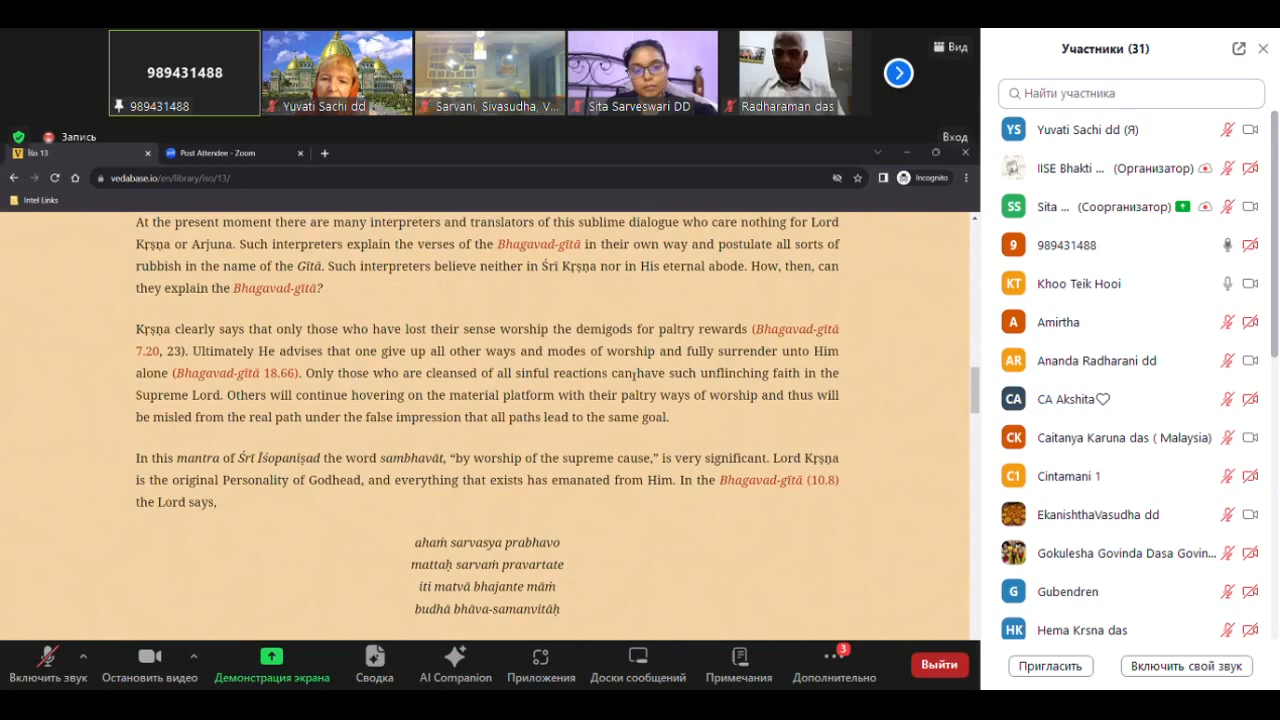 989431488
989431488
Yuvati Sachi dd
Sarvani, Sivasudha, V...
Sita Sarveswari DD
Radharaman das
Вид
Запись
Вход
Īśo 13
Post Attendee - Zoom
vedabase.io/en/library/iso/13/
Incognito
Intel Links
At the present moment there are many interpreters and translators of this sublime dialogue who care nothing for Lord
Kṛṣṇa or Arjuna. Such interpreters explain the verses of the Bhagavad-gītā in their own way and postulate all sorts of
rubbish in the name of the Gītā. Such interpreters believe neither in Śrī Kṛṣṇa nor in His eternal abode. How, then, can
they explain the Bhagavad-gītā?
Kṛṣṇa clearly says that only those who have lost their sense worship the demigods for paltry rewards (Bhagavad-gītā
7.20, 23). Ultimately He advises that one give up all other ways and modes of worship and fully surrender unto Him
alone (Bhagavad-gītā 18.66). Only those who are cleansed of all sinful reactions can have such unflinching faith in the
Supreme Lord. Others will continue hovering on the material platform with their paltry ways of worship and thus will
be misled from the real path under the false impression that all paths lead to the same goal.
In this mantra of Śrī Īśopaniṣad the word sambhavāt, “by worship of the supreme cause,” is very significant. Lord Kṛṣṇa
is the original Personality of Godhead, and everything that exists has emanated from Him. In the Bhagavad-gītā (10.8)
the Lord says,
ahaṁ sarvasya prabhavo
mattaḥ sarvaṁ pravartate
iti matvā bhajante māṁ
budhā bhāva-samanvitāḥ
Включить звук
Остановить видео
Демонстрация экрана
Сводка
AI Companion
Приложения
Доски сообщений
Примечания
3
Дополнительно
Выйти
Участники (31)
Найти участника
YS Yuvati Sachi dd (Я)
IISE Bhakti ... (Организатор)
SS Sita ... (Соорганизатор)
9 989431488
KT Khoo Teik Hooi
A Amirtha
AR Ananda Radharani dd
CA CA Akshita♡
CK Caitanya Karuna das ( Malaysia)
C Cintamani 1
EkanishthaVasudha dd
Gokulesha Govinda Dasa Govin...
G Gubendren
HK Hema Krsna das
Пригласить
Включить свой звук